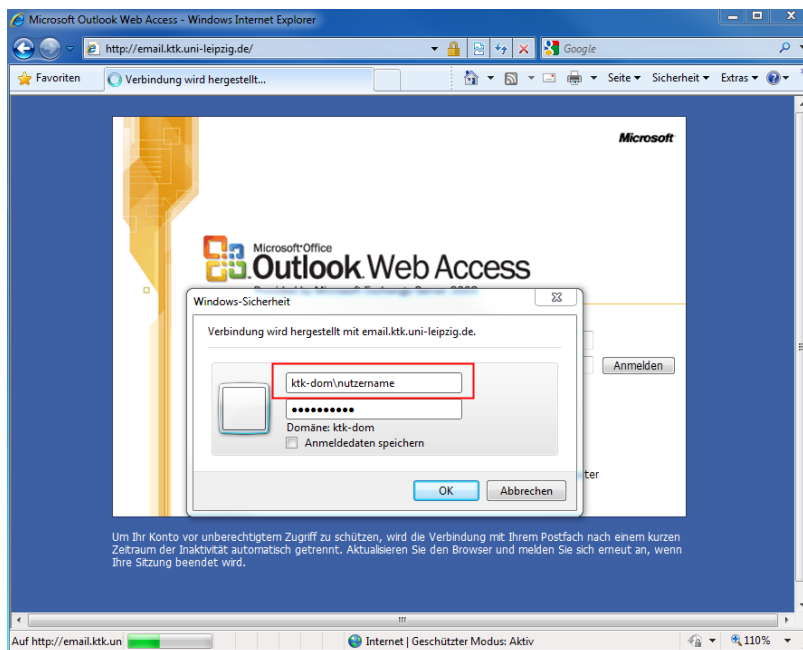 Microsoft Outlook Web Access - Windows Internet Explorer
http://email.ktk.uni-leipzig.de/
Google
Favoriten
Verbindung wird hergestellt...
Seite
Sicherheit
Extras
Microsoft
Microsoft Office
Outlook Web Access
Windows-Sicherheit
Verbindung wird hergestellt mit email.ktk.uni-leipzig.de.
ktk-dom\nutzername
Anmelden
Domäne: ktk-dom
Anmeldedaten speichern
OK
Abbrechen
Um Ihr Konto vor unberechtigtem Zugriff zu schützen, wird die Verbindung mit Ihrem Postfach nach einem kurzen
Zeitraum der Inaktivität automatisch getrennt. Aktualisieren Sie den Browser und melden Sie sich erneut an, wenn
Ihre Sitzung beendet wird.
Auf http://email.ktk.un
Internet | Geschützter Modus: Aktiv
110%